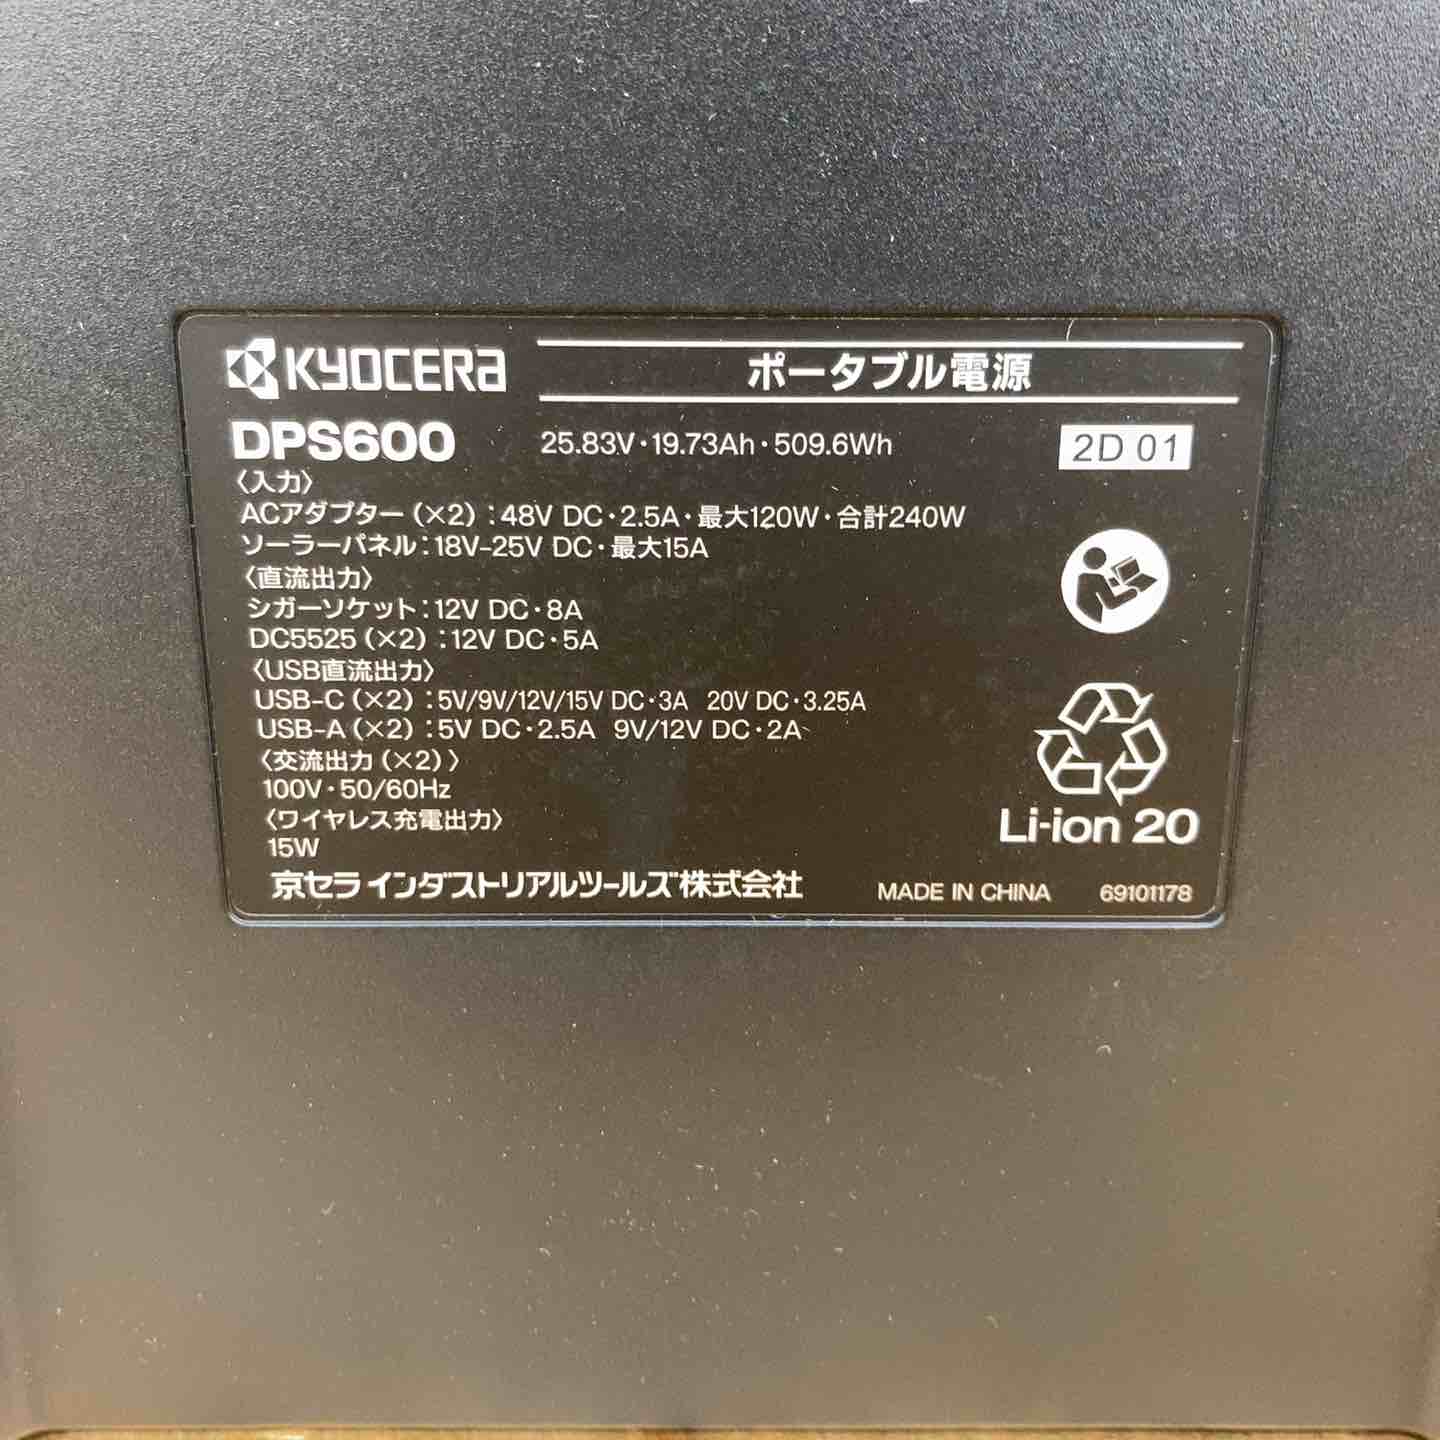 KYOCERA ポータブル電源
DPS600 25.83V・19.73Ah・509.6Wh 2D 01
〈入力〉
ACアダプター（×2）：48V DC・2.5A・最大120W・合計240W
ソーラーパネル：18V-25V DC・最大15A
〈直流出力〉
シガーソケット：12V DC・8A
DC5525（×2）：12V DC・5A
〈USB直流出力〉
USB-C（×2）：5V/9V/12V/15V DC・3A 20V DC・3.25A
USB-A（×2）：5V DC・2.5A 9V/12V DC・2A
〈交流出力（×2）〉
100V・50/60Hz
〈ワイヤレス充電出力〉
15W
Li-ion 20
京セラ インダストリアルツールズ株式会社 MADE IN CHINA 69101178